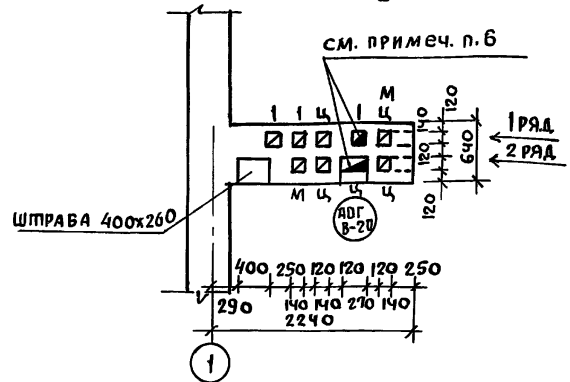 см. примеч. п.6
М
1 1 Ц 1 Ц
140
120
1 РЯД
2 РЯД
120
640
120
М Ц Ц Ц
АОГ
В-20
ШТРАБА 400х260
400 250 120 120 120 250
290 140 140 270 140
2240
1